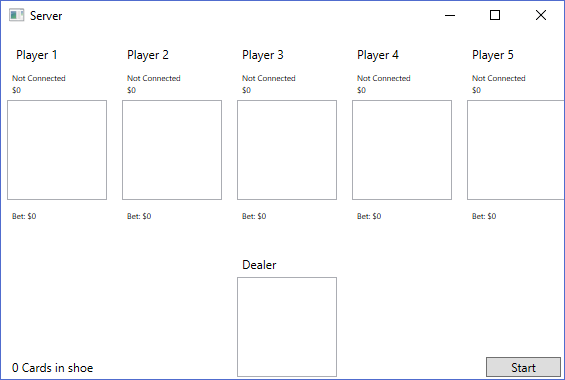 Server
Player 1 Player 2 Player 3 Player 4 Player 5
Not Connected Not Connected Not Connected Not Connected Not Connected
$0 $0 $0 $0 $0
Bet: $0 Bet: $0 Bet: $0 Bet: $0 Bet: $0
Dealer
0 Cards in shoe Start